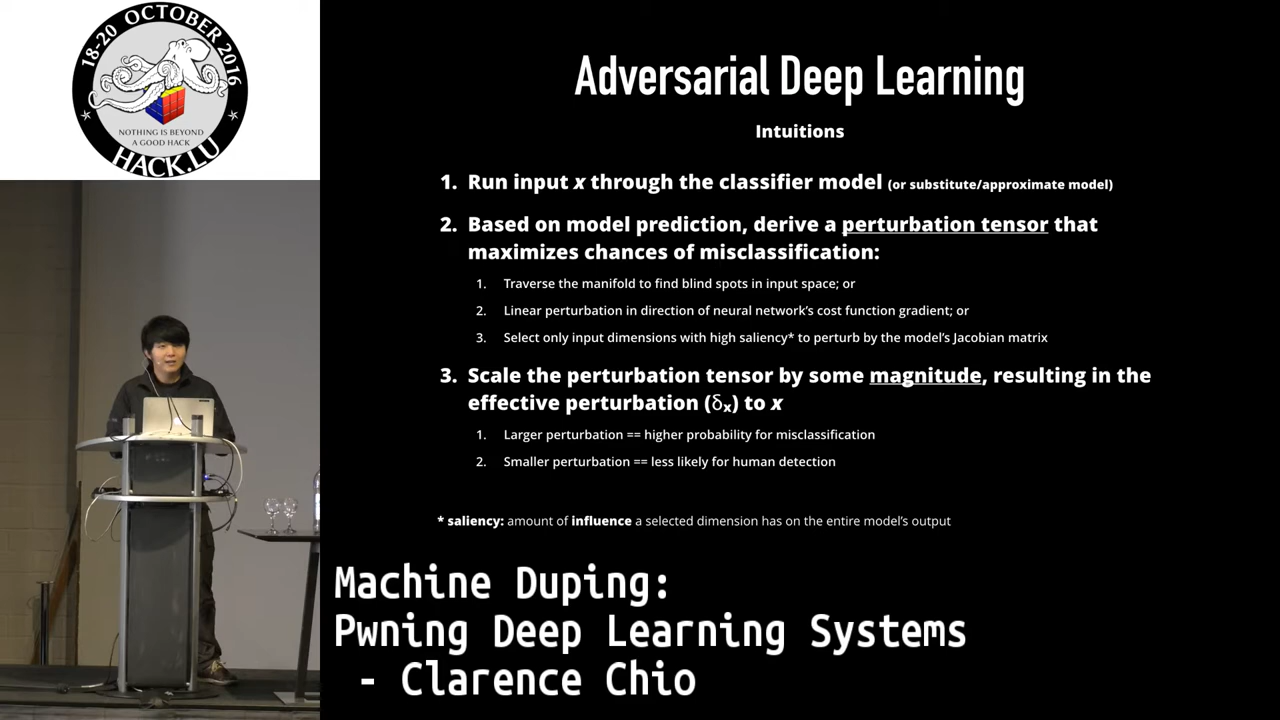 18-20 OCTOBER 2016
NOTHING IS BEYOND
A GOOD HACK
HACK.LU
Adversarial Deep Learning
Intuitions
1. Run input x through the classifier model (or substitute/approximate model)
2. Based on model prediction, derive a perturbation tensor that
maximizes chances of misclassification:
1. Traverse the manifold to find blind spots in input space; or
2. Linear perturbation in direction of neural network's cost function gradient; or
3. Select only input dimensions with high saliency* to perturb by the model's Jacobian matrix
3. Scale the perturbation tensor by some magnitude, resulting in the
effective perturbation (δₓ) to x
1. Larger perturbation == higher probability for misclassification
2. Smaller perturbation == less likely for human detection
* saliency: amount of influence a selected dimension has on the entire model's output
Machine Duping:
Pwning Deep Learning Systems
- Clarence Chio